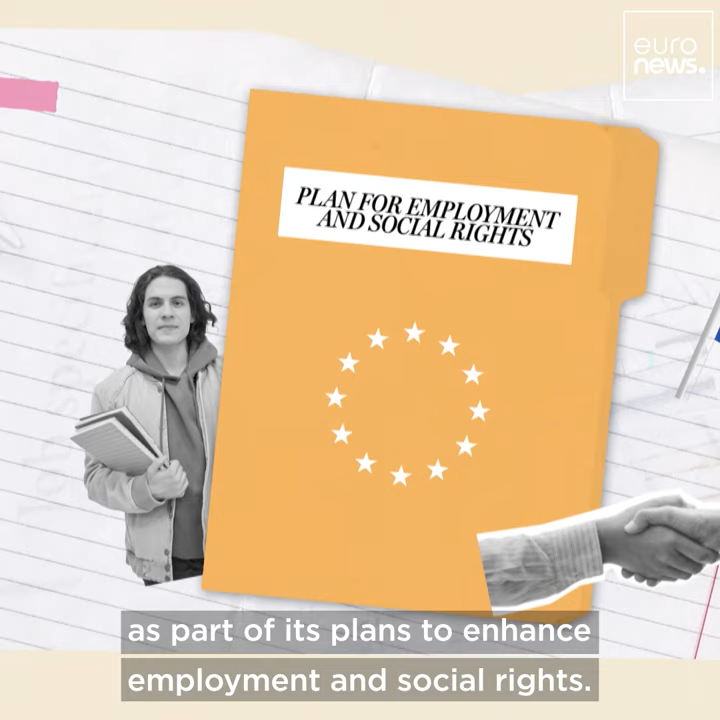 euro
news.
PLAN FOR EMPLOYMENT
AND SOCIAL RIGHTS
as part of its plans to enhance
employment and social rights.